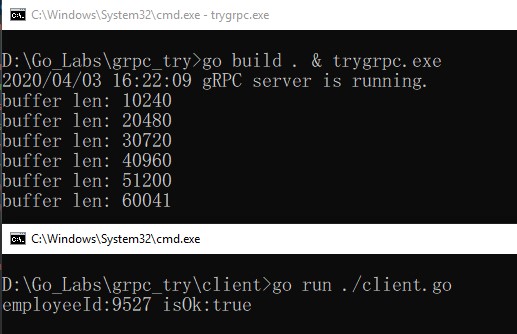 C:\Windows\System32\cmd.exe - trygrpc.exe
D:\Go_Labs\grpc_try>go build . & trygrpc.exe
2020/04/03 16:22:09 gRPC server is running.
buffer len: 10240
buffer len: 20480
buffer len: 30720
buffer len: 40960
buffer len: 51200
buffer len: 60041
C:\Windows\System32\cmd.exe
D:\Go_Labs\grpc_try\client>go run ./client.go
employeeId:9527 isOk:true